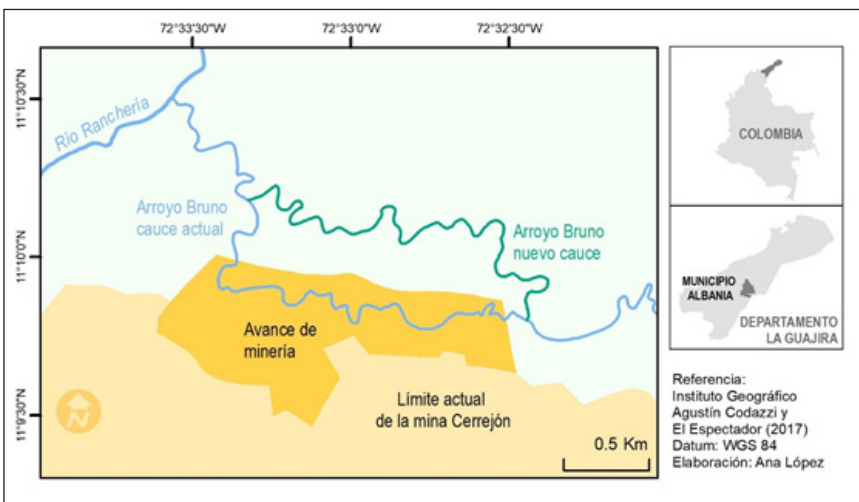 72°33'30"W
72°33'0"W
72°32'30"W
11°10'30"N
11°10'0"N
11°9'30"N
Río Ranchería
Arroyo Bruno
cauce actual
Arroyo Bruno
nuevo cauce
Avance de
minería
Límite actual
de la mina Cerrejón
N
0.5 Km
COLOMBIA
MUNICIPIO
ALBANIA
DEPARTAMENTO
LA GUAJIRA
Referencia:
Instituto Geográfico
Agustín Codazzi y
El Espectador (2017)
Datum: WGS 84
Elaboración: Ana López